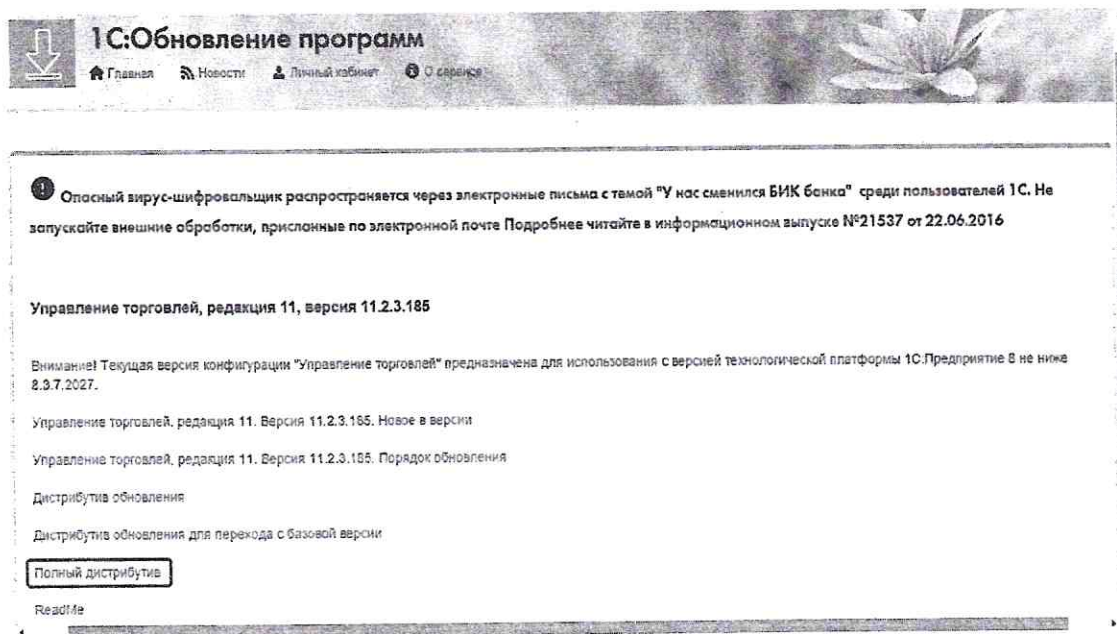 1С:Обновление программ
Главная Новости Личный кабинет О сервисе
Опасный вирус-шифровальщик распространяется через электронные письма с темой "У нас сменился БИК банка" среди пользователей 1С. Не
запускайте внешние обработки, присланные по электронной почте Подробнее читайте в информационном выпуске №21537 от 22.06.2016
Управление торговлей, редакция 11, версия 11.2.3.185
Внимание! Текущая версия конфигурации "Управление торговлей" предназначена для использования с версией технологической платформы 1С:Предприятие 8 не ниже
8.3.7.2027.
Управление торговлей, редакция 11. Версия 11.2.3.185. Новое в версии
Управление торговлей, редакция 11. Версия 11.2.3.185. Порядок обновления
Дистрибутив обновления
Дистрибутив обновления для перехода с базовой версии
Полный дистрибутив
ReadMe